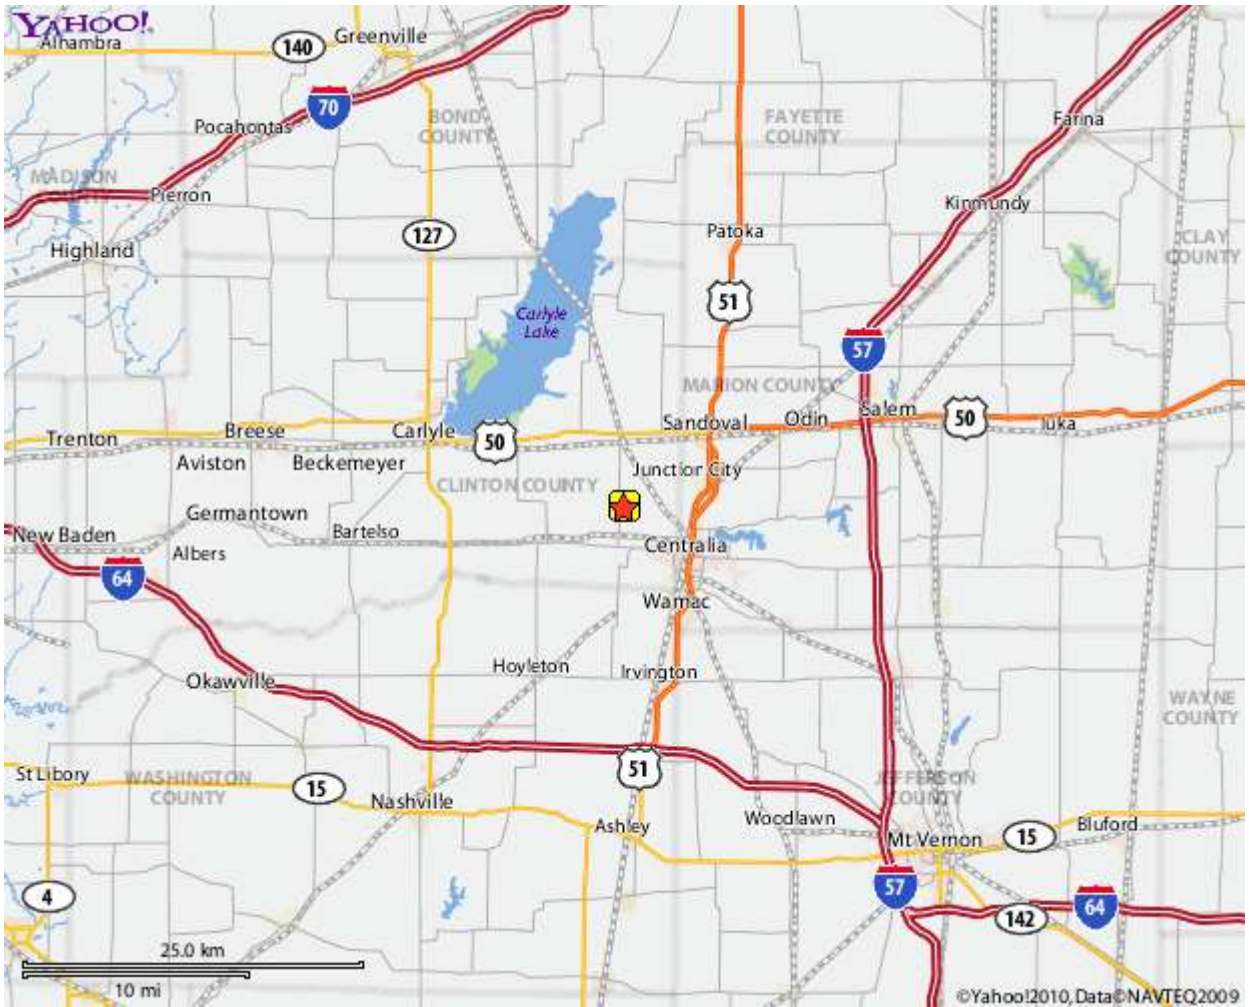 YAHOO!
Alhambra
140
Greenville
70
Pocahontas
BOND
COUNTY
FAYETTE
COUNTY
Farina
MADISON
COUNTY
Pierron
Kinmundy
Highland
127
Patoka
CLAY
COUNTY
51
Carlyle
Lake
57
MARION COUNTY
Trenton
Breese
Carlyle
50
Sandoval
Odin
Salem
50
Iuka
Aviston
Beckemeyer
Junction City
CLINTON COUNTY
Germantown
New Baden
Bartelso
Albers
Centralia
64
Wamac
Okawville
Hoyleton
Irvington
WAYNE
COUNTY
St Libory
WASHINGTON
COUNTY
15
51
JEFFERSON
COUNTY
Nashville
Ashley
Woodlawn
Mt Vernon
15
Bluford
4
57
142
64
25.0 km
10 mi
©Yahoo!2010, Data©NAVTEQ2009